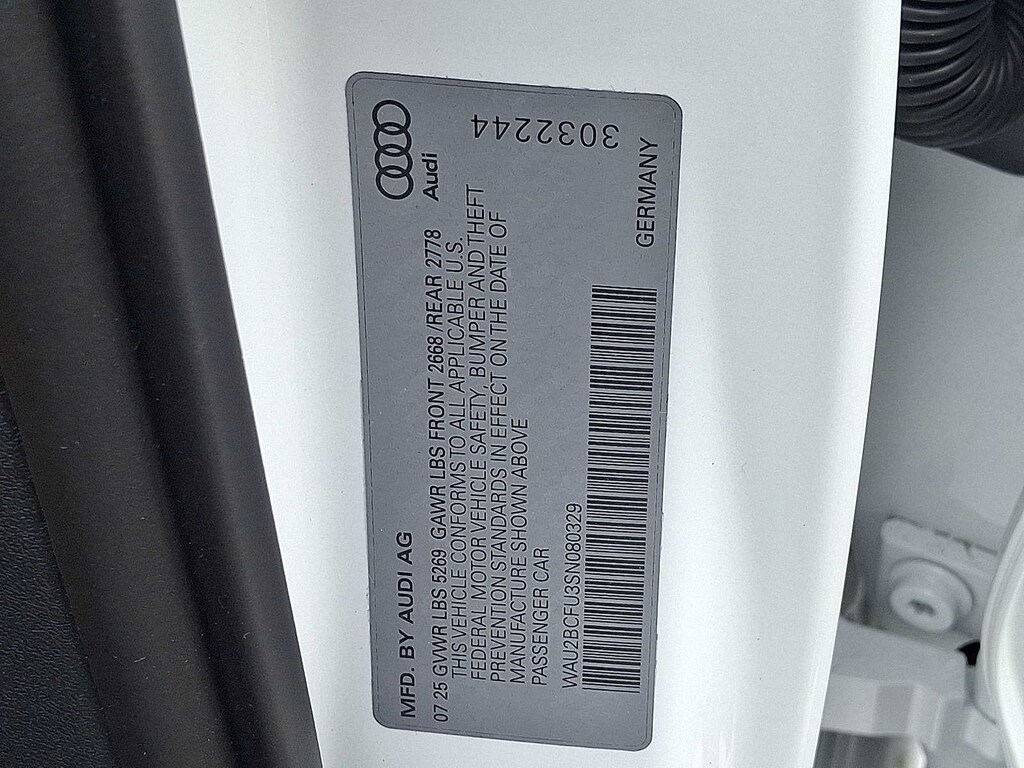 Audi
MFD. BY AUDI AG
07 25 GVWR LBS 5269 GAWR LBS FRONT 2668/REAR 2778
THIS VEHICLE CONFORMS TO ALL APPLICABLE U.S.
FEDERAL MOTOR VEHICLE SAFETY, BUMPER AND THEFT
PREVENTION STANDARDS IN EFFECT ON THE DATE OF
MANUFACTURE SHOWN ABOVE
PASSENGER CAR
WAU2BCFU3SN080329
GERMANY
3032244